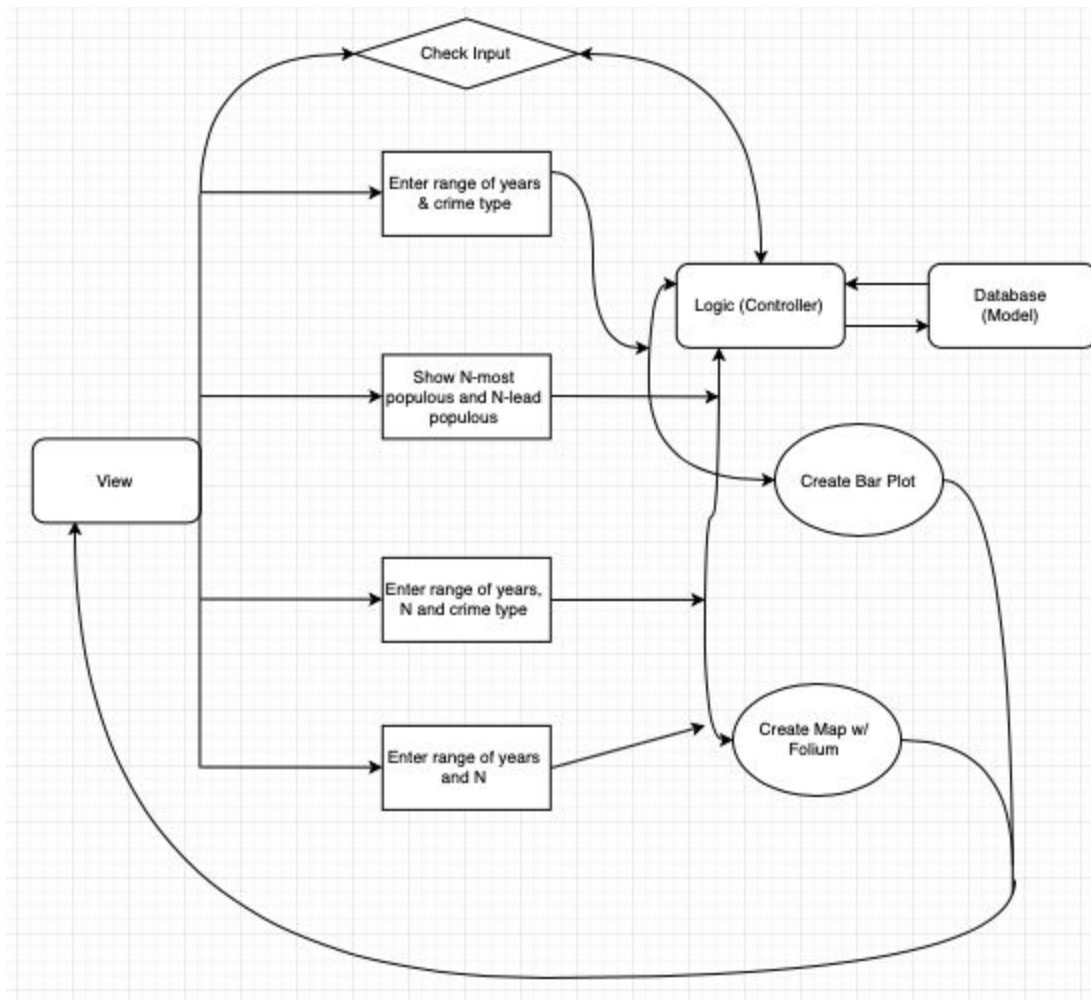 Check Input
Enter range of years
& crime type
Logic (Controller)
Database
(Model)
Show N-most
populous and N-lead
populous
View
Create Bar Plot
Enter range of years,
N and crime type
Create Map w/
Folium
Enter range of years
and N